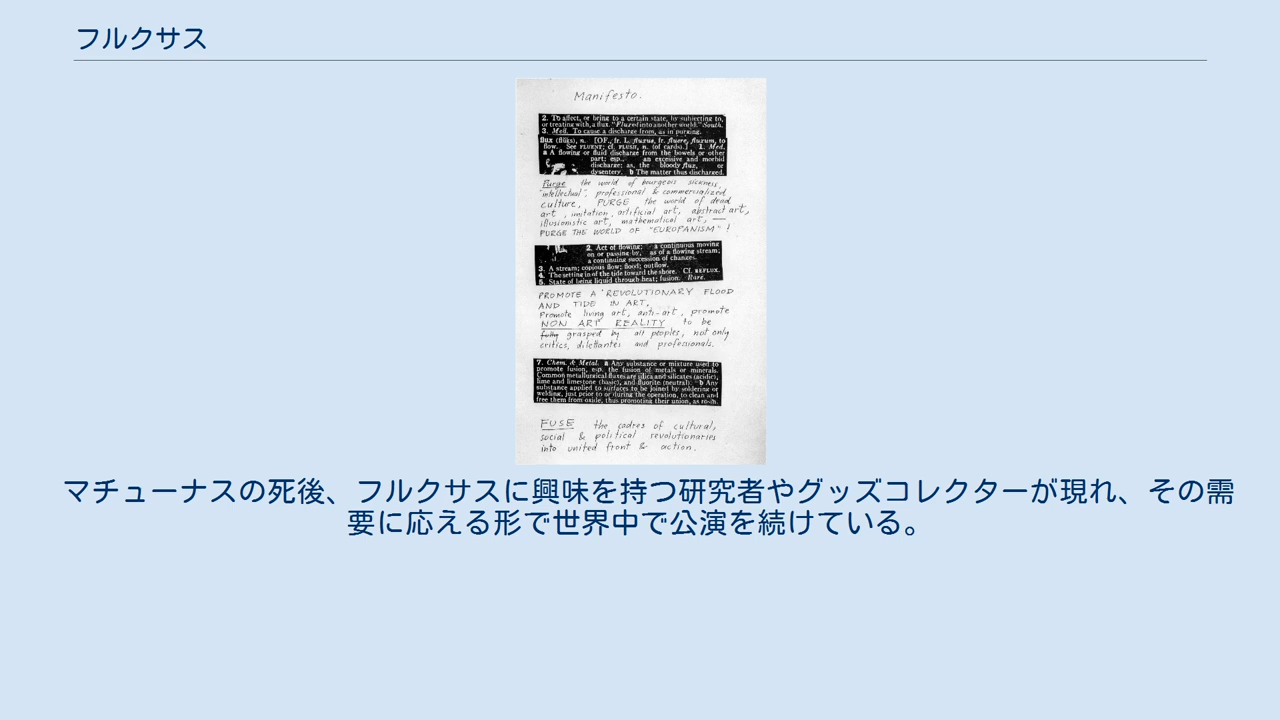 フルクサス
Manifesto.
2. To affect, or bring to a certain state, by subjecting to,
or treating with, a flux. "Fluxed into another world." South.
3. Med. To cause a discharge from, as in purging.
flux (flŭks), n. [OF., fr. L. fluxus, fr. fluere, fluxum, to
flow. See FLUENT; cf. FLUSH, n. (of cards).] 1. Med.
a A flowing or fluid discharge from the bowels or other
part; esp., an excessive and morbid
discharge; as, the bloody flux, or
dysentery. b The matter thus discharged.
Purge the world of bourgeois sickness,
"intellectual", professional & commercialized
culture, PURGE the world of dead
art, imitation, artificial art, abstract art,
illusionistic art, mathematical art, —
PURGE THE WORLD OF "EUROPANISM"!
2. Act of flowing: a continuous moving
on or passing by, as of a flowing stream;
a continuing succession of changes.
3. A stream; copious flow; flood; outflow.
4. The setting in of the tide toward the shore. Cf. REFLUX.
5. State of being liquid through heat; fusion. Rare.
PROMOTE A REVOLUTIONARY FLOOD
AND TIDE IN ART,
Promote living art, anti-art, promote
NON ART REALITY to be
fully grasped by all peoples, not only
critics, dilettantes and professionals.
7. Chem. & Metal. a Any substance or mixture used to
promote fusion, esp. the fusion of metals or minerals.
Common metallurgical fluxes are silica and silicates (acidic),
lime and limestone (basic), and fluorite (neutral). b Any
substance applied to surfaces to be joined by soldering or
welding, just prior to or during the operation, to clean and
free them from oxide, thus promoting their union, as rosin.
FUSE the cadres of cultural,
social & political revolutionaries
into united front & action.
マチューナスの死後、フルクサスに興味を持つ研究者やグッズコレクターが現れ、その需
要に応える形で世界中で公演を続けている。